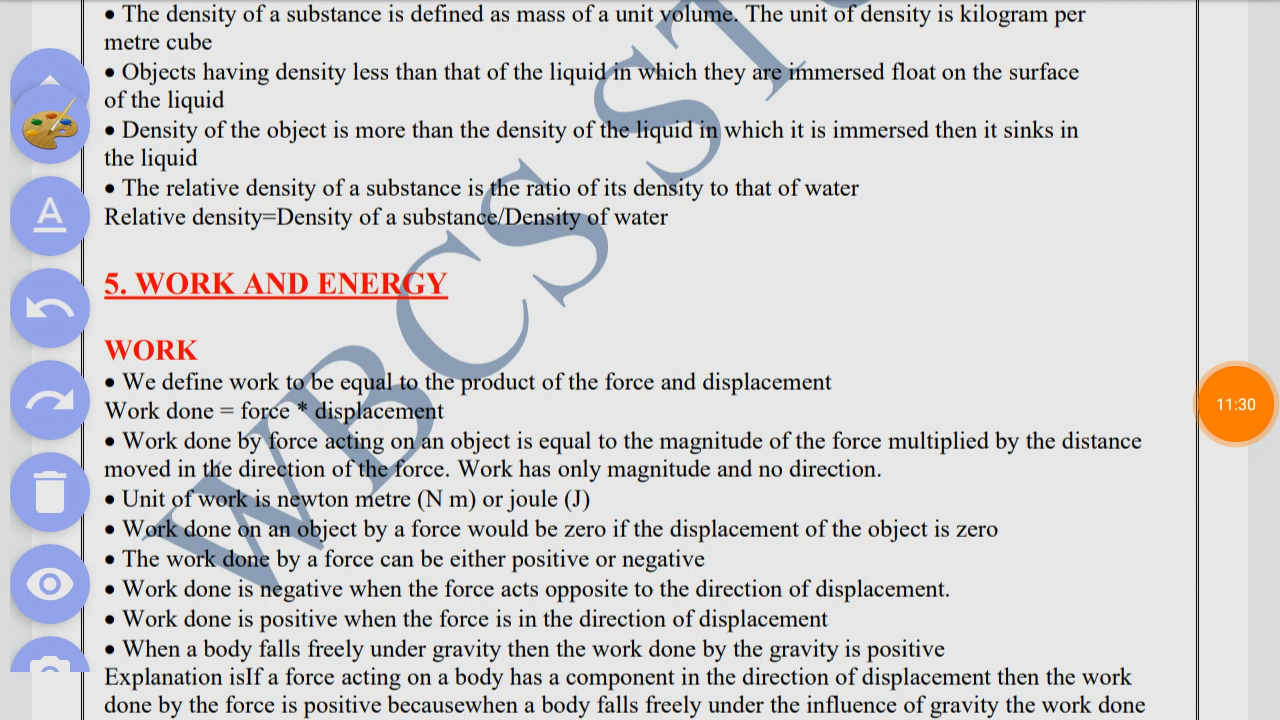 • The density of a substance is defined as mass of a unit volume. The unit of density is kilogram per
metre cube
• Objects having density less than that of the liquid in which they are immersed float on the surface
of the liquid
• Density of the object is more than the density of the liquid in which it is immersed then it sinks in
the liquid
• The relative density of a substance is the ratio of its density to that of water
Relative density=Density of a substance/Density of water
5. WORK AND ENERGY
WORK
• We define work to be equal to the product of the force and displacement
Work done = force * displacement
• Work done by force acting on an object is equal to the magnitude of the force multiplied by the distance
moved in the direction of the force. Work has only magnitude and no direction.
• Unit of work is newton metre (N m) or joule (J)
• Work done on an object by a force would be zero if the displacement of the object is zero
• The work done by a force can be either positive or negative
• Work done is negative when the force acts opposite to the direction of displacement.
• Work done is positive when the force is in the direction of displacement
• When a body falls freely under gravity then the work done by the gravity is positive
Explanation isIf a force acting on a body has a component in the direction of displacement then the work
done by the force is positive becausewhen a body falls freely under the influence of gravity the work done
WBCS ST
A
11:30